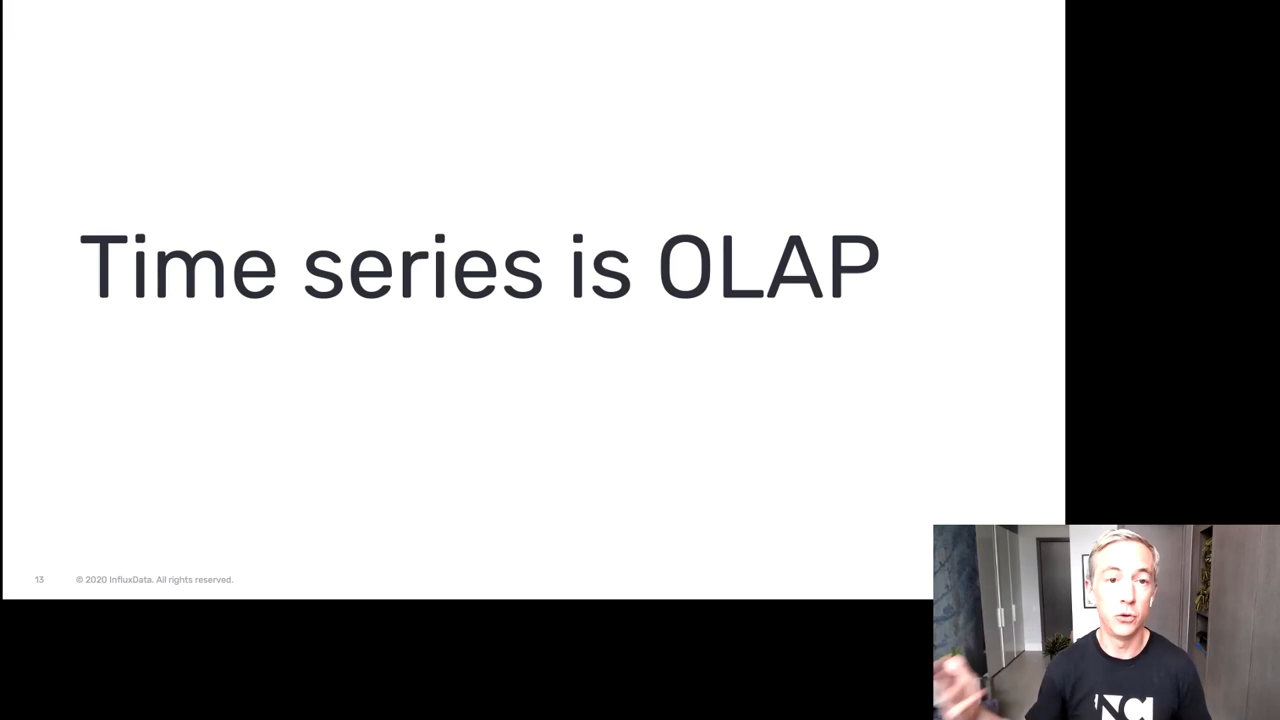 Time series is OLAP
13 © 2020 InfluxData. All rights reserved.